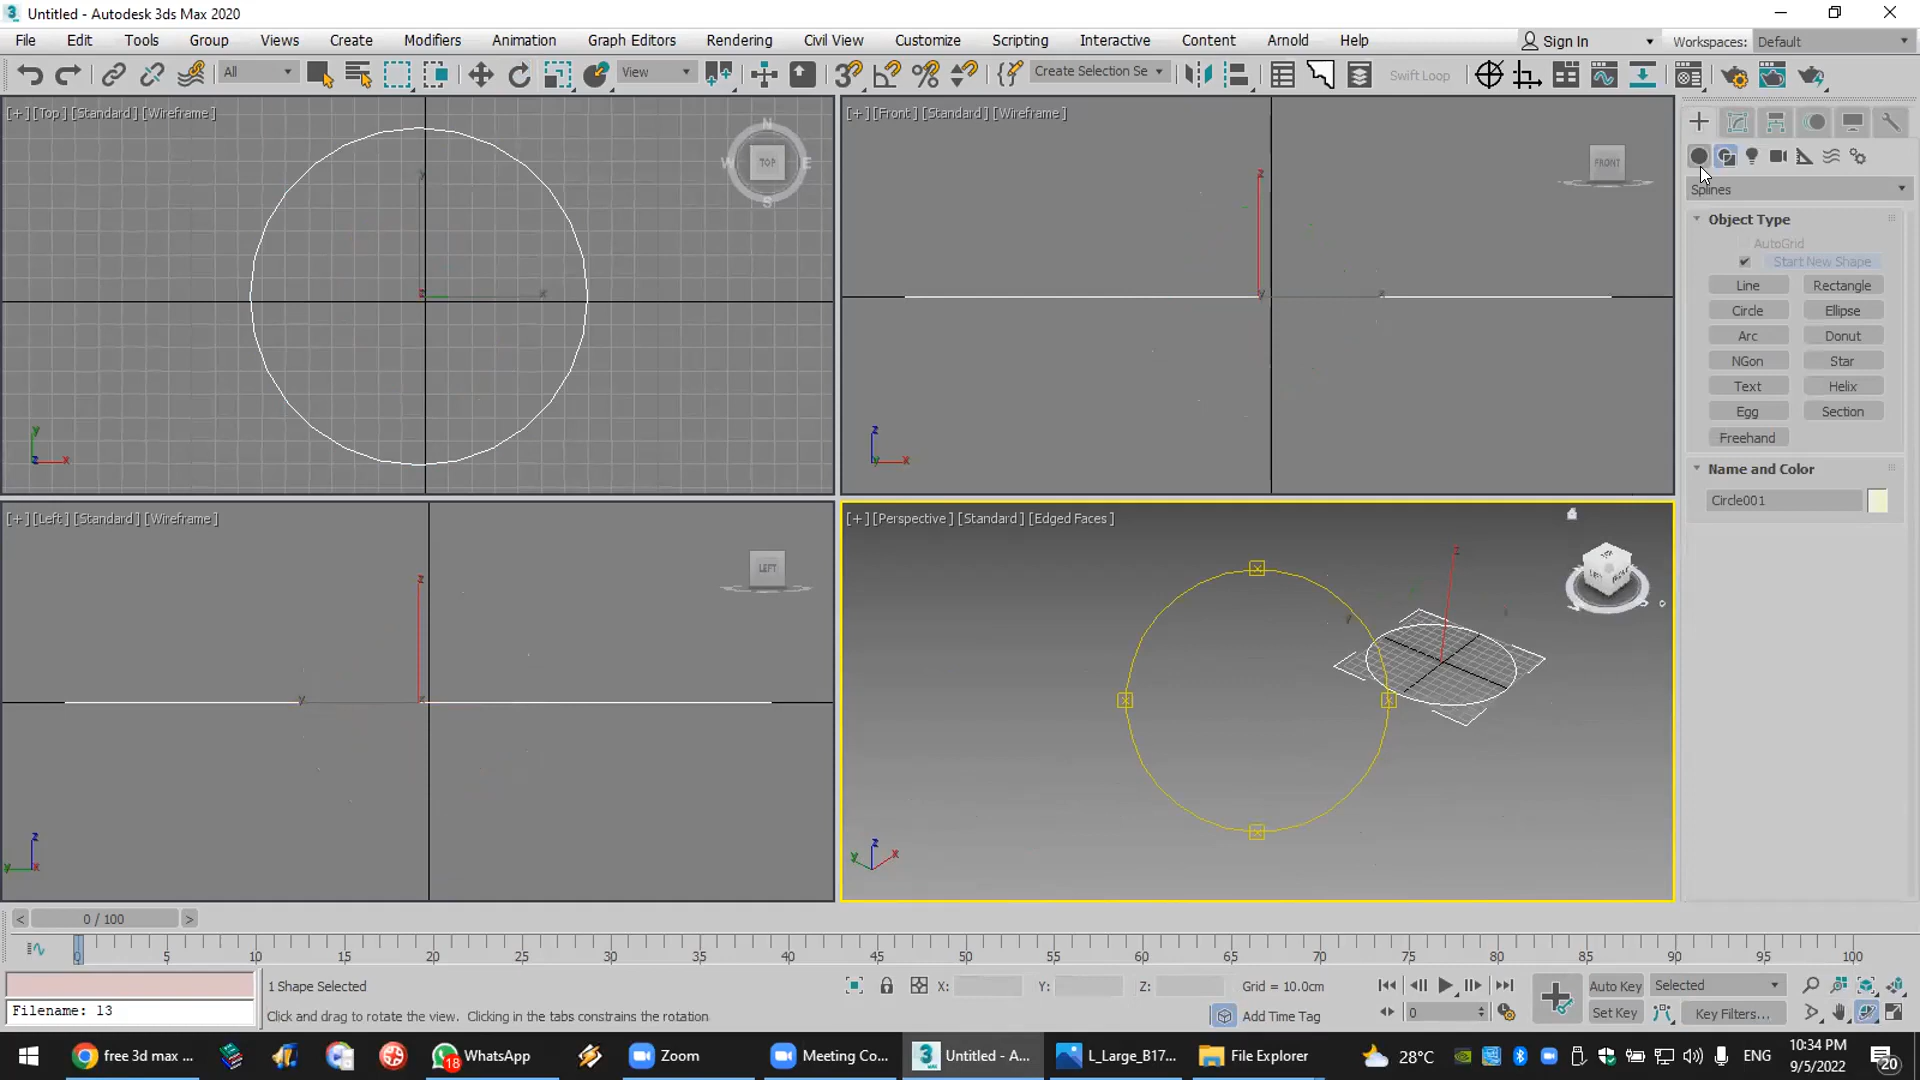 Untitled - Autodesk 3ds Max 2020
File Edit Tools Group Views Create Modifiers Animation Graph Editors Rendering Civil View Customize Scripting Interactive Content Arnold Help Sign In Workspaces: Default
All View Create Selection Se Swift Loop
[+] [Top] [Standard] [Wireframe]
[+] [Front] [Standard] [Wireframe]
N
W TOP E
S
FRONT
y
z x
z
y x
y
z x
z
y x
Splines
Object Type
AutoGrid
Start New Shape
Line Rectangle
Circle Ellipse
Arc Donut
NGon Star
Text Helix
Egg Section
Freehand
Name and Color
Circle001
[+] [Left] [Standard] [Wireframe]
[+] [Perspective] [Standard] [Edged Faces]
LEFT
z
y x
z
y x
z
y x
< 0 / 100 >
0 5 10 15 20 25 30 35 40 45 50 55 60 65 70 75 80 85 90 95 100
1 Shape Selected X: Y: Z: Grid = 10.0cm Auto Key Selected
Filename: 13
Click and drag to rotate the view. Clicking in the tabs constrains the rotation Add Time Tag 0 Set Key Key Filters...
free 3d max ... 18 WhatsApp Zoom Meeting Co... 3 MAX Untitled - A... L_Large_B17... File Explorer 28°C ENG 10:34 PM
9/5/2022 20